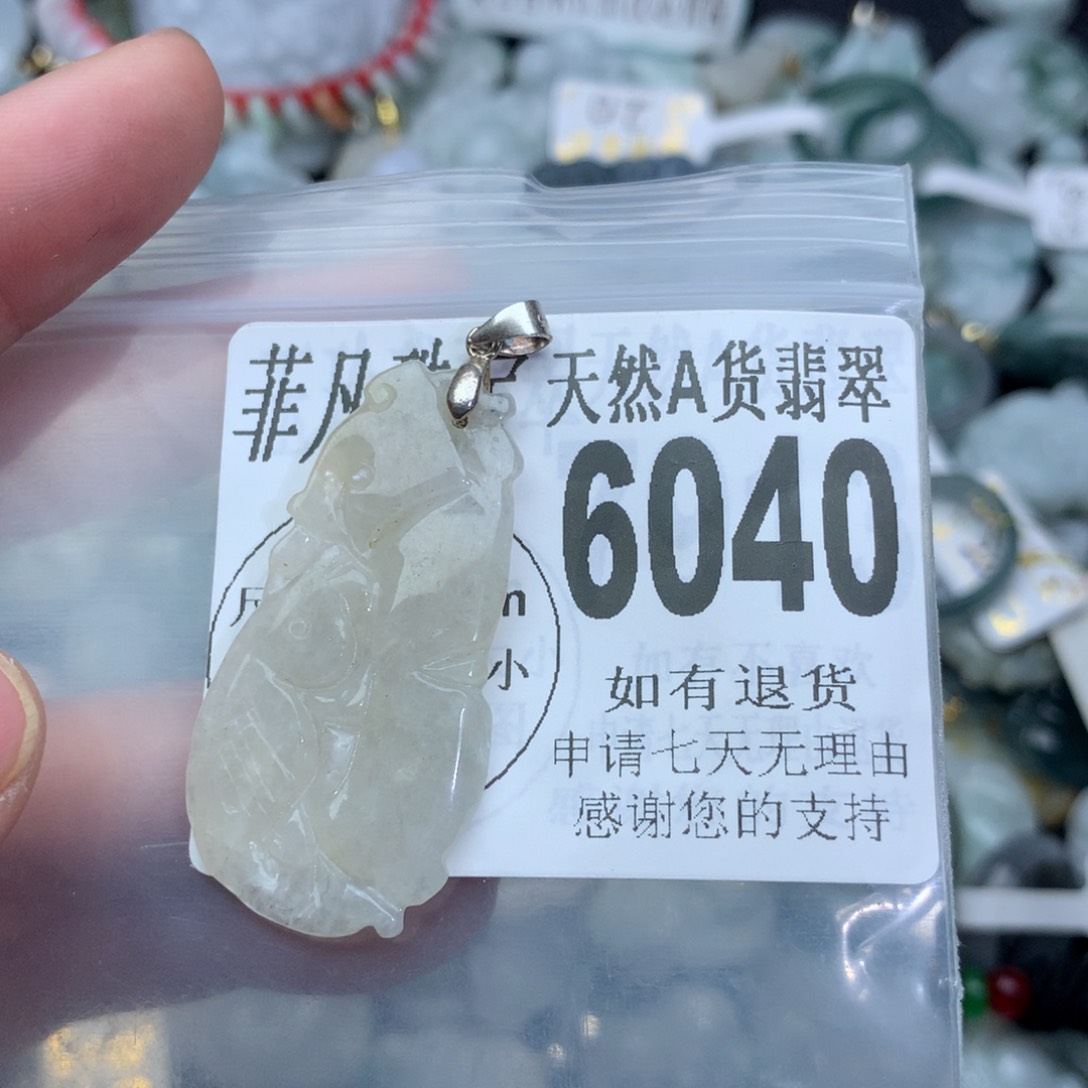 菲凡
天然A货翡翠
6040
小
如有退货
申请七天无理由
感谢您的支持